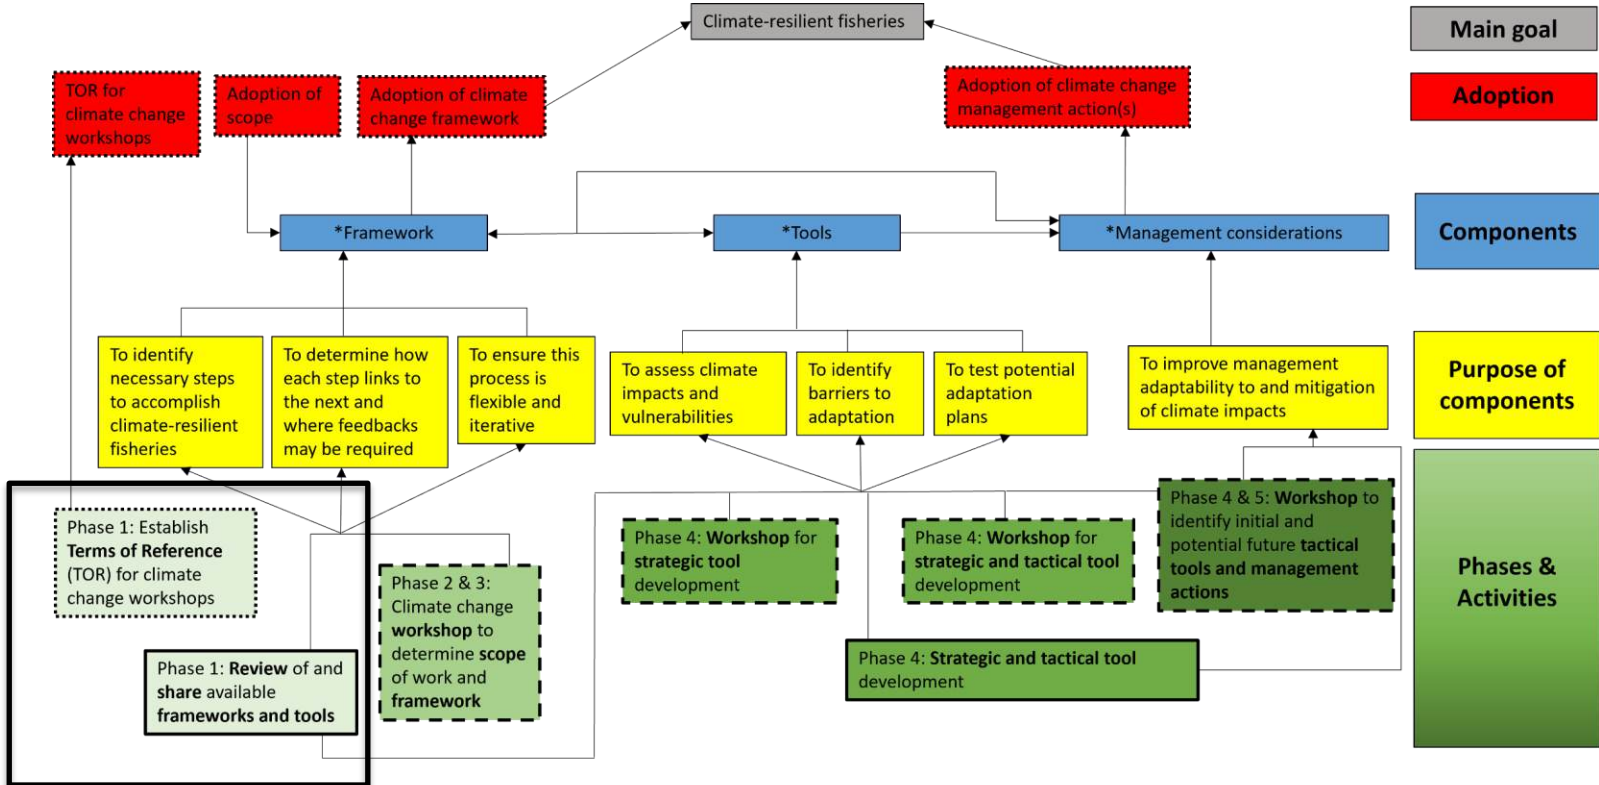 Climate-resilient fisheries
Main goal
TOR for
climate change
workshops
Adoption of
scope
Adoption of climate
change framework
Adoption of climate change
management action(s)
Adoption
*Framework
*Tools
*Management considerations
Components
To identify
necessary steps
to accomplish
climate-resilient
fisheries
To determine how
each step links to
the next and
where feedbacks
may be required
To ensure this
process is
flexible and
iterative
To assess climate
impacts and
vulnerabilities
To identify
barriers to
adaptation
To test potential
adaptation
plans
To improve management
adaptability to and mitigation
of climate impacts
Purpose of
components
Phase 1: Establish
Terms of Reference
(TOR) for climate
change workshops
Phase 1: Review of and
share available
frameworks and tools
Phase 2 & 3:
Climate change
workshop to
determine scope
of work and
framework
Phase 4: Workshop for
strategic tool
development
Phase 4: Workshop for
strategic and tactical tool
development
Phase 4 & 5: Workshop to
identify initial and
potential future tactical
tools and management
actions
Phase 4: Strategic and tactical tool
development
Phases &
Activities